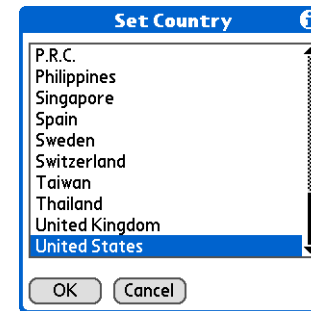 Set Country
P.R.C.
Philippines
Singapore
Spain
Sweden
Switzerland
Taiwan
Thailand
United Kingdom
United States
OK Cancel